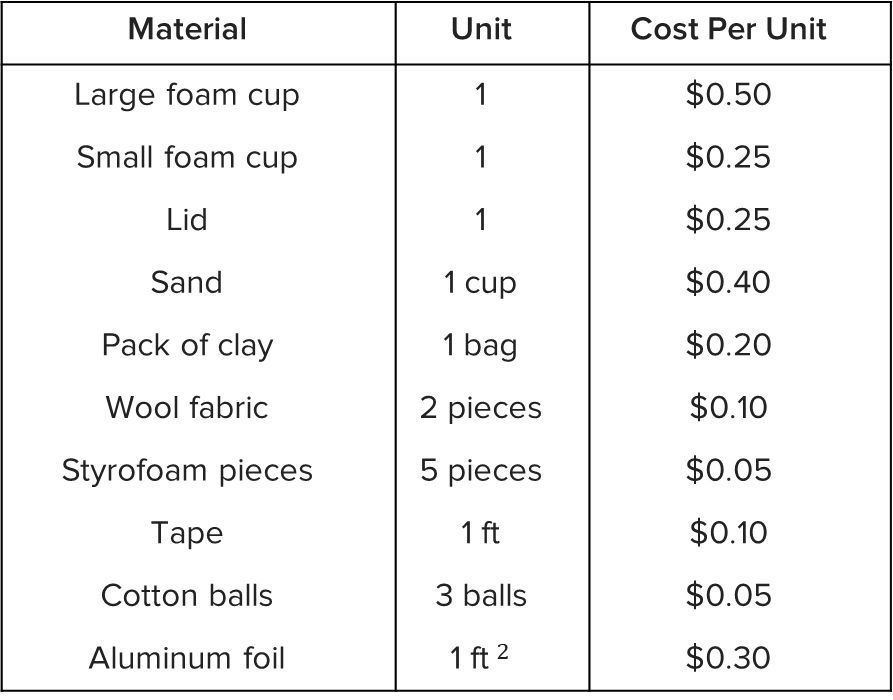 Material Unit Cost Per Unit
Large foam cup 1 $0.50
Small foam cup 1 $0.25
Lid 1 $0.25
Sand 1 cup $0.40
Pack of clay 1 bag $0.20
Wool fabric 2 pieces $0.10
Styrofoam pieces 5 pieces $0.05
Tape 1 ft $0.10
Cotton balls 3 balls $0.05
Aluminum foil 1 ft ² $0.30